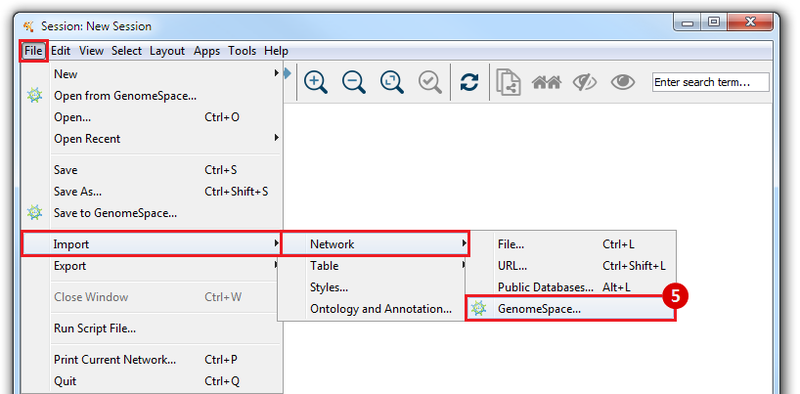 Session: New Session
File Edit View Select Layout Apps Tools Help
New
Open from GenomeSpace...
Open... Ctrl+O
Open Recent
Save Ctrl+S
Save As... Ctrl+Shift+S
Save to GenomeSpace...
Import
Export
Close Window Ctrl+W
Run Script File...
Print Current Network... Ctrl+P
Quit Ctrl+Q
Enter search term...
Network
Table
Styles...
Ontology and Annotation...
File... Ctrl+L
URL... Ctrl+Shift+L
Public Databases... Alt+L
GenomeSpace...
5